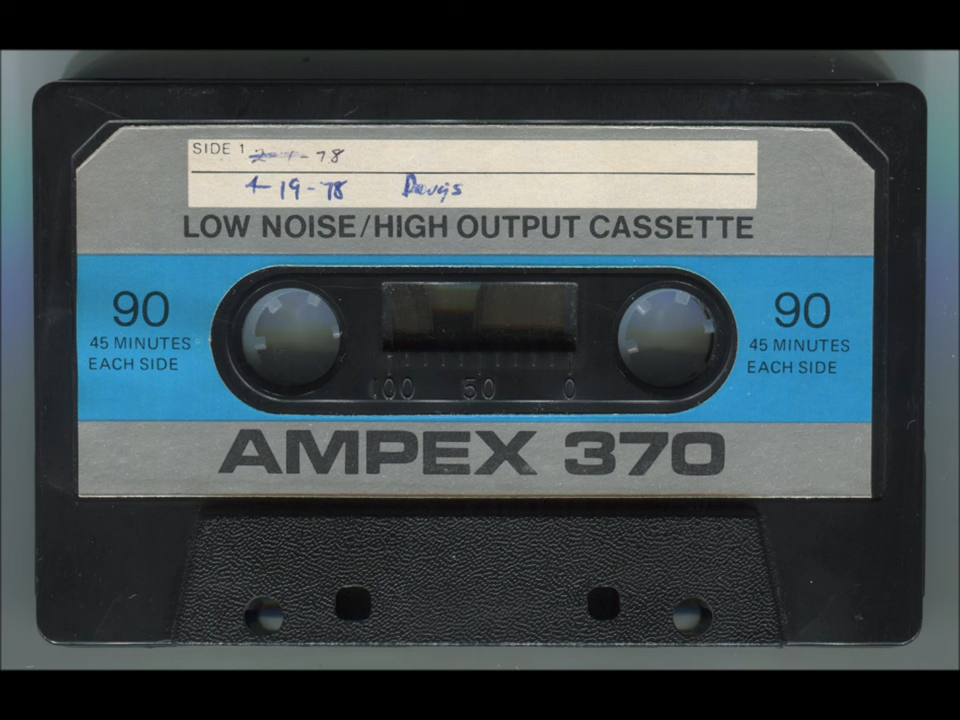 SIDE 1 - 78
4-19-78
LOW NOISE/HIGH OUTPUT CASSETTE
90
45 MINUTES
EACH SIDE
90
45 MINUTES
EACH SIDE
100 50 0
AMPEX 370